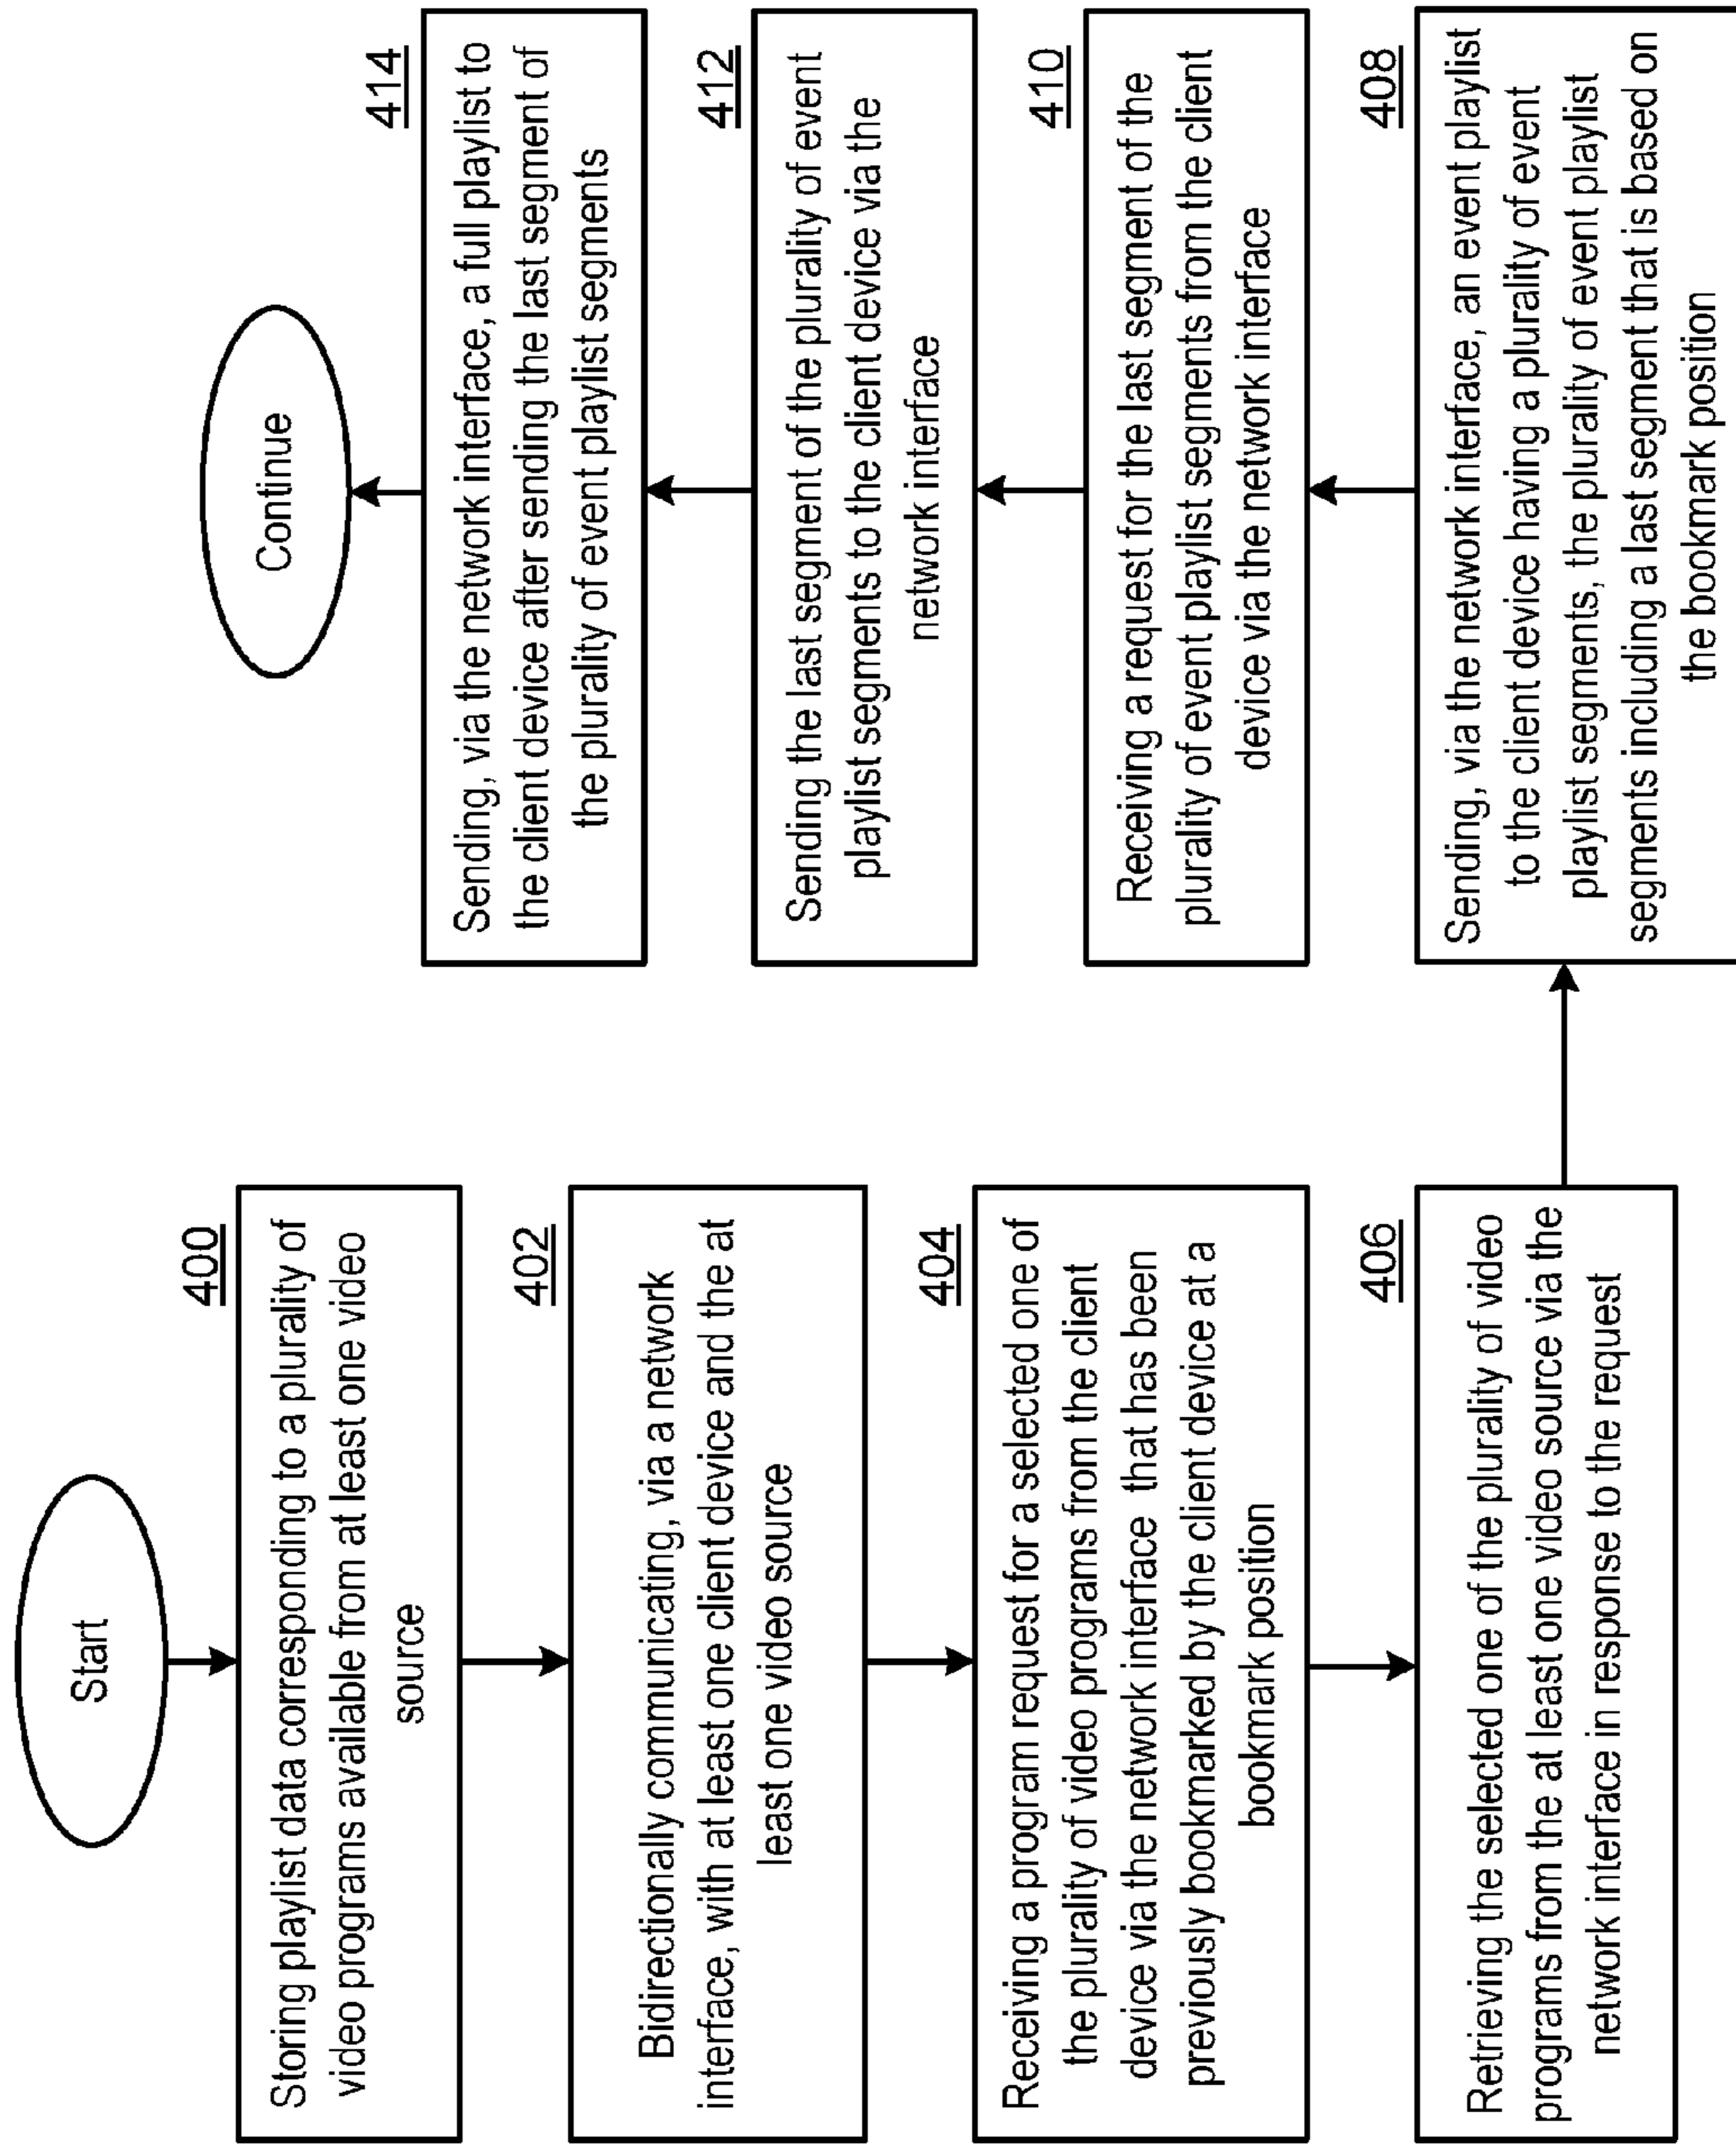 Start
400
Storing playlist data corresponding to a plurality of
video programs available from at least one video
source
402
Bidirectionally communicating, via a network
interface, with at least one client device and the at
least one video source
404
Receiving a program request for a selected one of
the plurality of video programs from the client
device via the network interface that has been
previously bookmarked by the client device at a
bookmark position
406
Retrieving the selected one of the plurality of video
programs from the at least one video source via the
network interface in response to the request
408
Sending, via the network interface, an event playlist
to the client device having a plurality of event
playlist segments, the plurality of event playlist
segments including a last segment that is based on
the bookmark position
410
Receiving a request for the last segment of the
plurality of event playlist segments from the client
device via the network interface
412
Sending the last segment of the plurality of event
playlist segments to the client device via the
network interface
414
Sending, via the network interface, a full playlist to
the client device after sending the last segment of
the plurality of event playlist segments
Continue